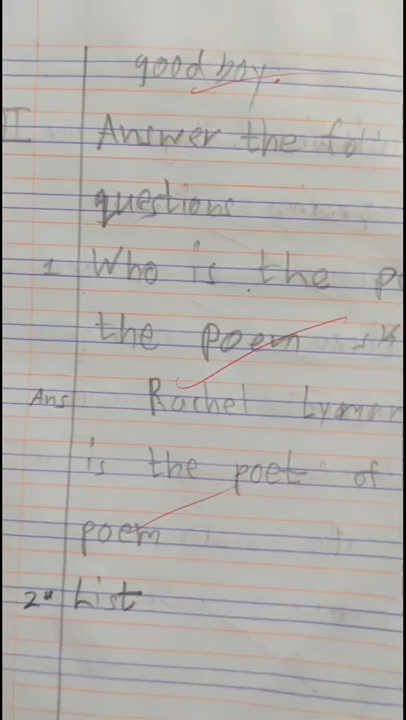 good boy.
II Answer the fol
questions
1 Who is the p
the poem
Ans Rachel Lyman
is the poet of
poem
2. List